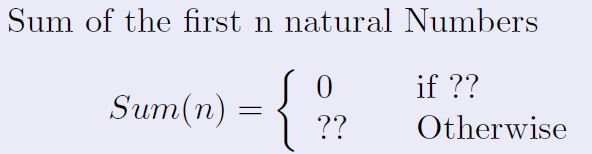 Sum of the first n natural Numbers
0 if ??
Sum(n) = {
?? Otherwise